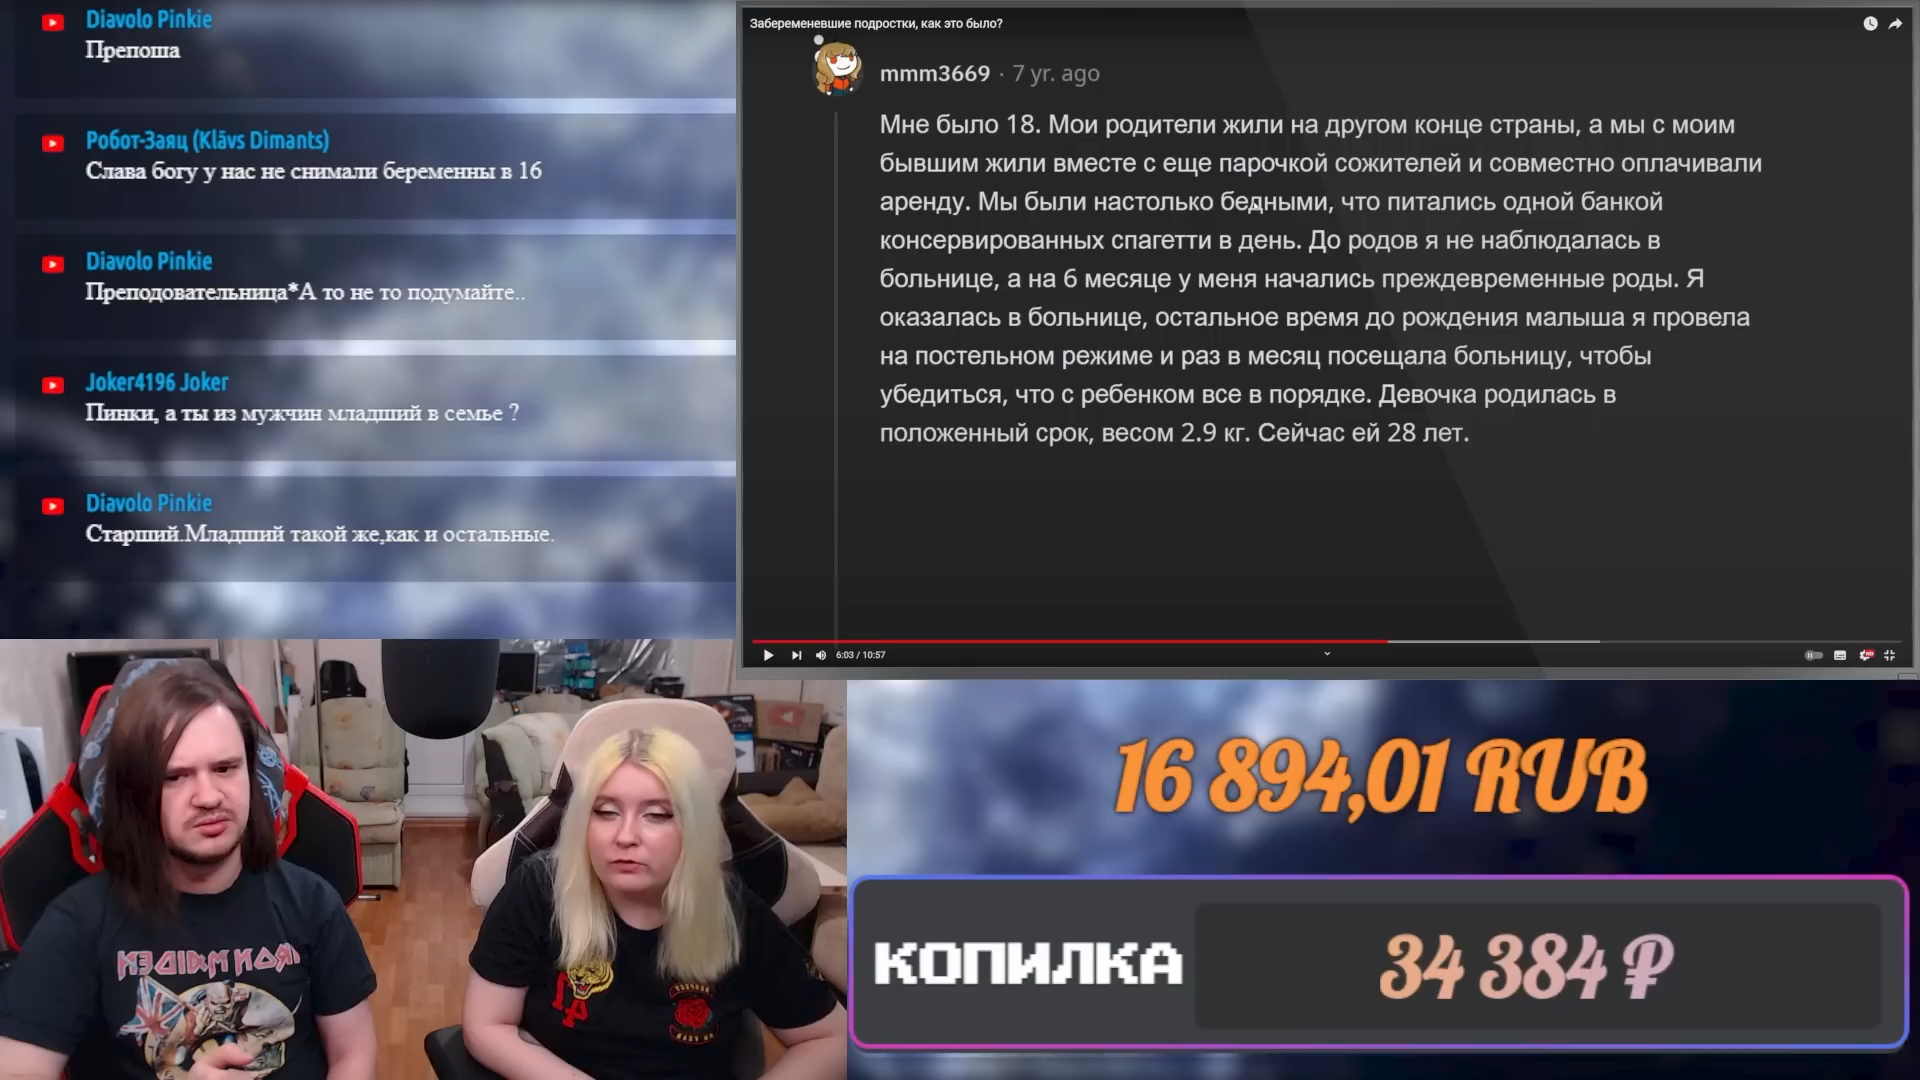 Diavolo Pinkie
Препоша
Робот-Заяц (Klāvs Dimants)
Слава богу у нас не снимали беременны в 16
Diavolo Pinkie
Преподовательница*А то не то подумайте..
Joker4196 Joker
Пинки, а ты из мужчин младший в семье ?
Diavolo Pinkie
Старший.Младший такой же,как и остальные.
Забеременевшие подростки, как это было?
mmm3669 · 7 yr. ago
Мне было 18. Мои родители жили на другом конце страны, а мы с моим
бывшим жили вместе с еще парочкой сожителей и совместно оплачивали
аренду. Мы были настолько бедными, что питались одной банкой
консервированных спагетти в день. До родов я не наблюдалась в
больнице, а на 6 месяце у меня начались преждевременные роды. Я
оказалась в больнице, остальное время до рождения малыша я провела
на постельном режиме и раз в месяц посещала больницу, чтобы
убедиться, что с ребенком все в порядке. Девочка родилась в
положенный срок, весом 2.9 кг. Сейчас ей 28 лет.
6:03 / 10:57
16 894,01 RUB
КОПИЛКА
34 384 ₽